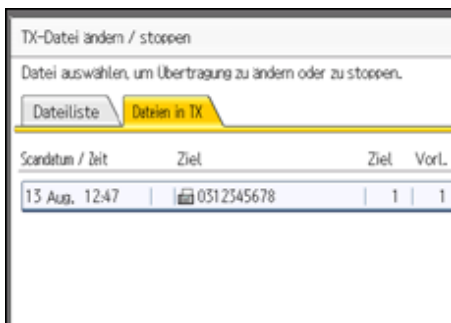 TX-Datei ändern / stoppen
Datei auswählen, um Übertragung zu ändern oder zu stoppen.
Dateiliste Dateien in TX
Scandatum / Zeit Ziel Ziel Vorl.
13 Aug. 12:47 0312345678 1 1